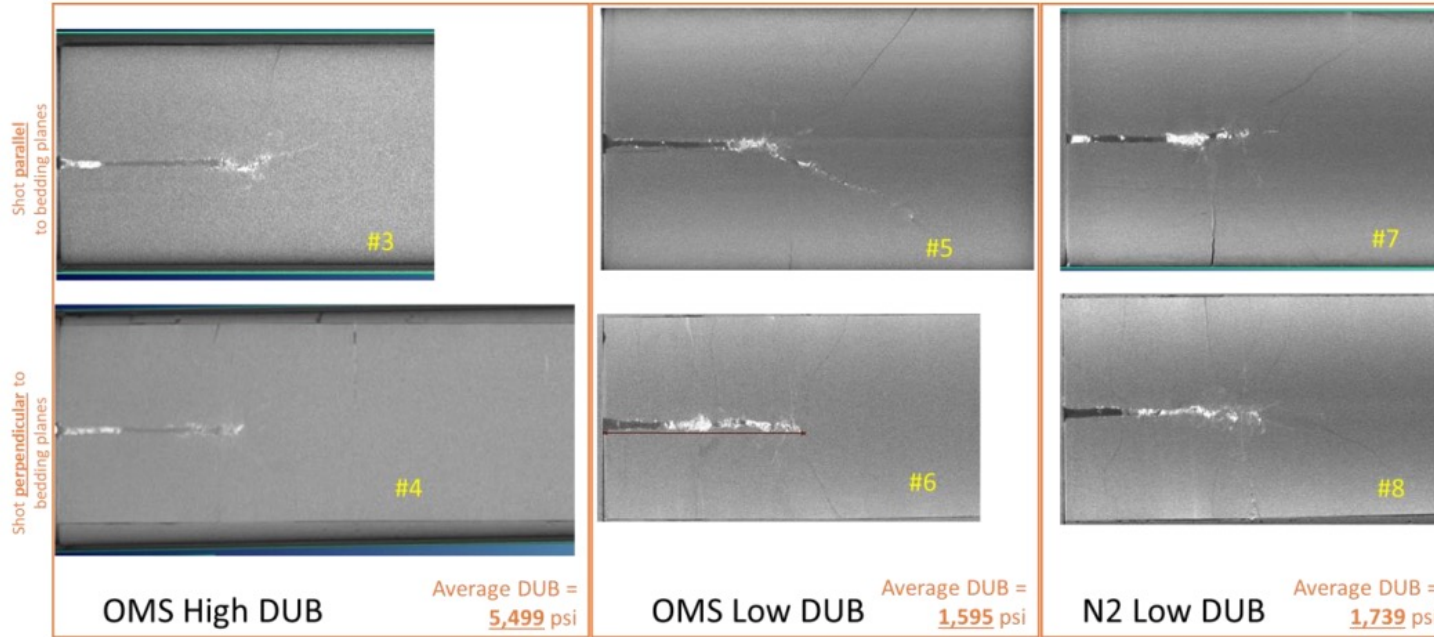 Shot parallel
to bedding planes
#3
#5
#7
Shot perpendicular to
bedding planes
#4
#6
#8
OMS High DUB
Average DUB =
5,499 psi
OMS Low DUB
Average DUB =
1,595 psi
N2 Low DUB
Average DUB =
1,739 psi